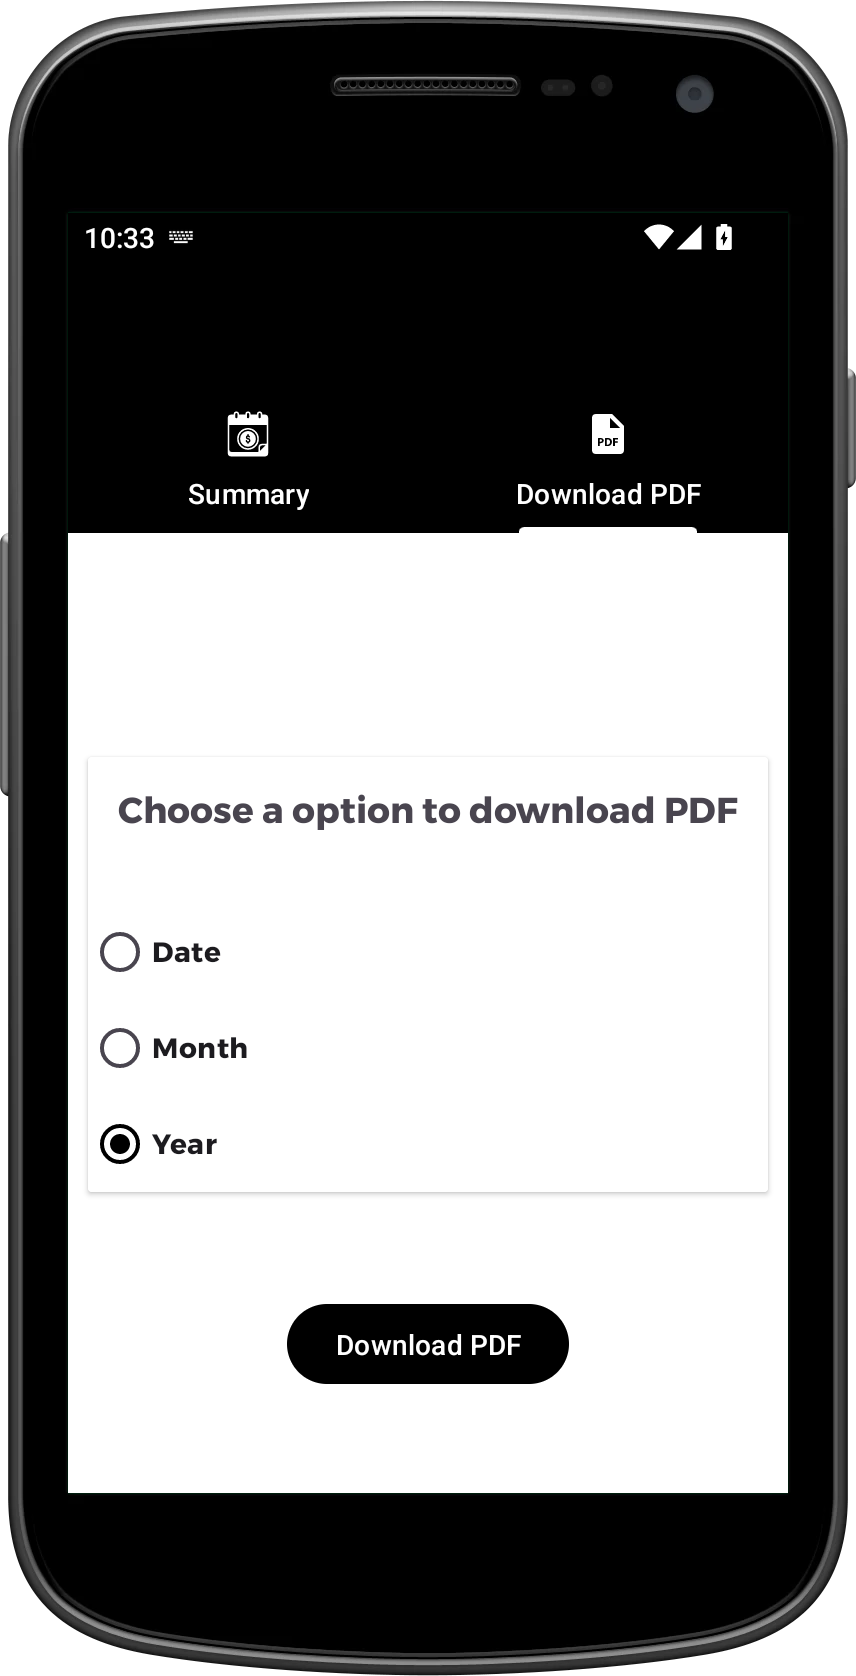 10:33
PDF
Summary
Download PDF
Choose a option to download PDF
Date
Month
Year
Download PDF